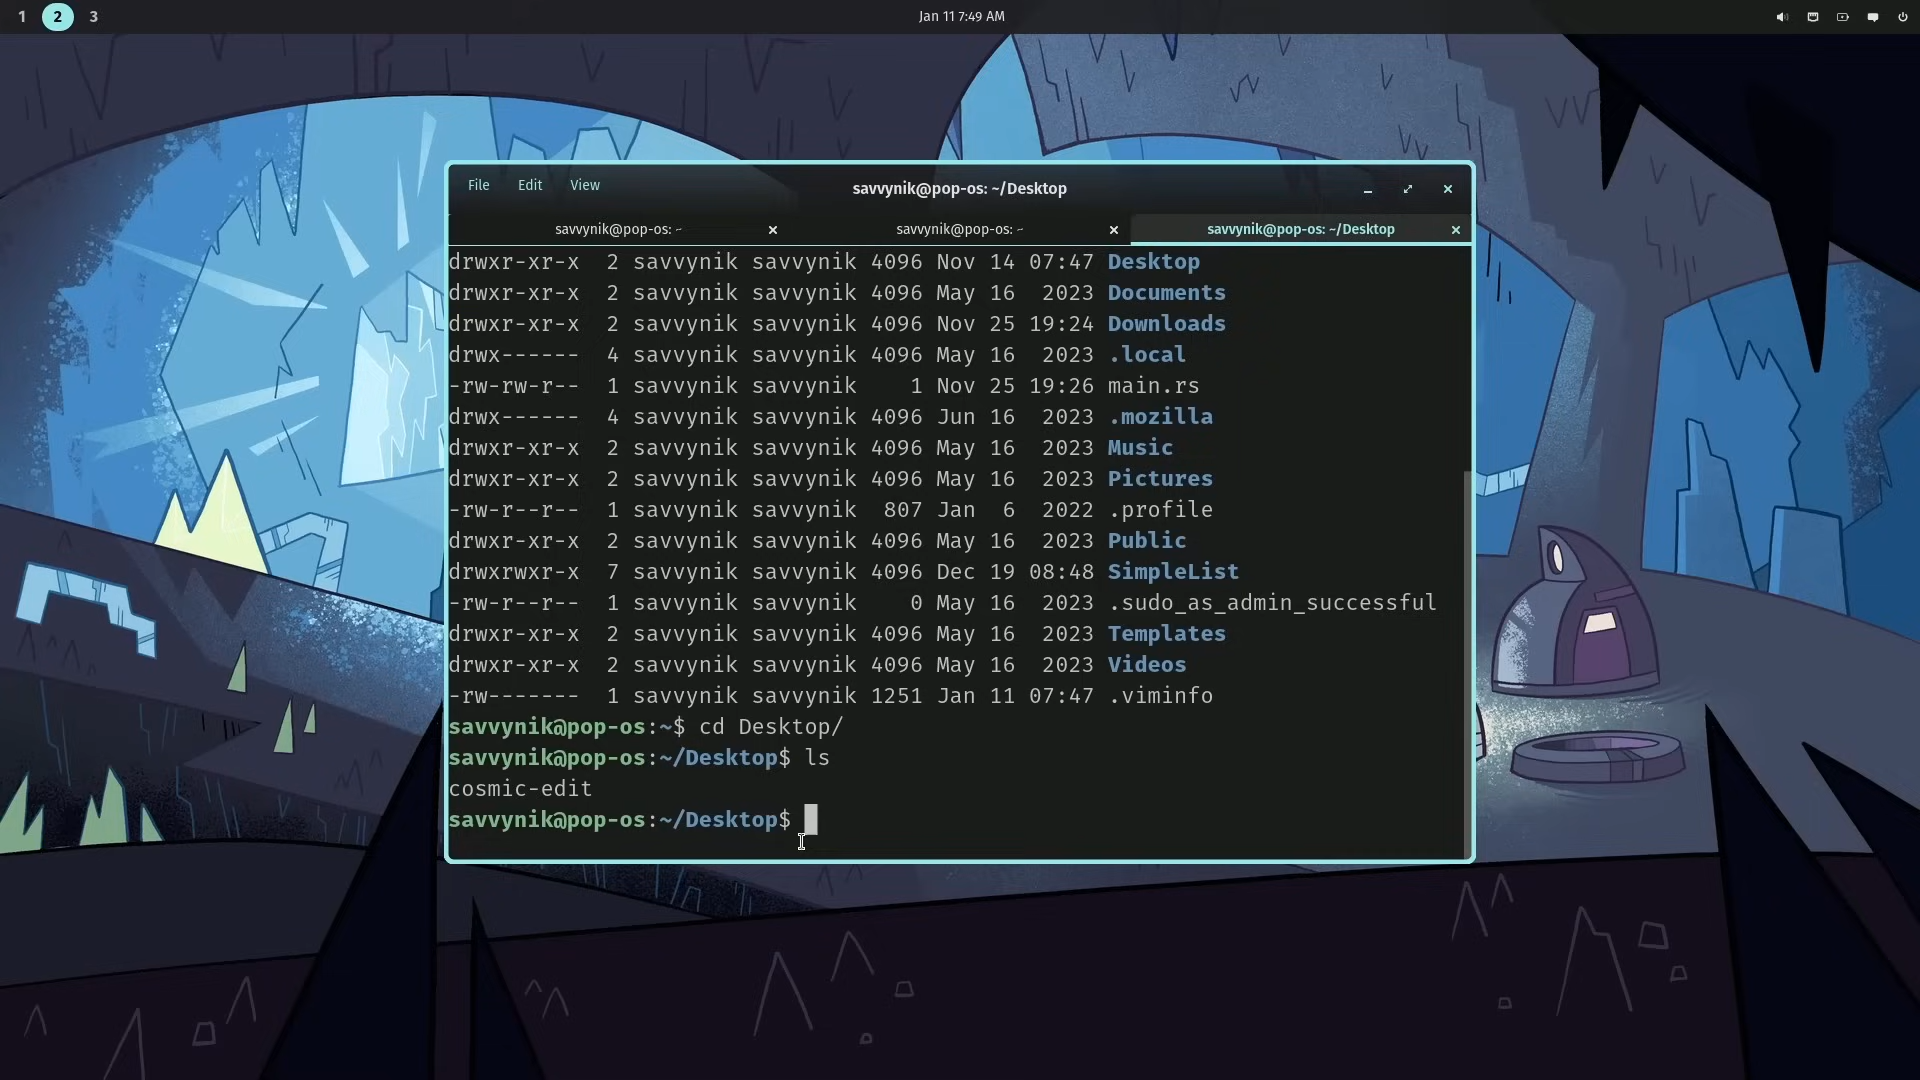 1 2 3 Jan 11 7:49 AM
File Edit View savvynik@pop-os: ~/Desktop
savvynik@pop-os: ~ savvynik@pop-os: ~ savvynik@pop-os: ~/Desktop
drwxr-xr-x  2 savvynik savvynik 4096 Nov 14 07:47 Desktop
drwxr-xr-x  2 savvynik savvynik 4096 May 16  2023 Documents
drwxr-xr-x  2 savvynik savvynik 4096 Nov 25 19:24 Downloads
drwx------  4 savvynik savvynik 4096 May 16  2023 .local
-rw-rw-r--  1 savvynik savvynik    1 Nov 25 19:26 main.rs
drwx------  4 savvynik savvynik 4096 Jun 16  2023 .mozilla
drwxr-xr-x  2 savvynik savvynik 4096 May 16  2023 Music
drwxr-xr-x  2 savvynik savvynik 4096 May 16  2023 Pictures
-rw-r--r--  1 savvynik savvynik  807 Jan  6  2022 .profile
drwxr-xr-x  2 savvynik savvynik 4096 May 16  2023 Public
drwxrwxr-x  7 savvynik savvynik 4096 Dec 19 08:48 SimpleList
-rw-r--r--  1 savvynik savvynik    0 May 16  2023 .sudo_as_admin_successful
drwxr-xr-x  2 savvynik savvynik 4096 May 16  2023 Templates
drwxr-xr-x  2 savvynik savvynik 4096 May 16  2023 Videos
-rw-------  1 savvynik savvynik 1251 Jan 11 07:47 .viminfo
savvynik@pop-os:~$ cd Desktop/
savvynik@pop-os:~/Desktop$ ls
cosmic-edit
savvynik@pop-os:~/Desktop$